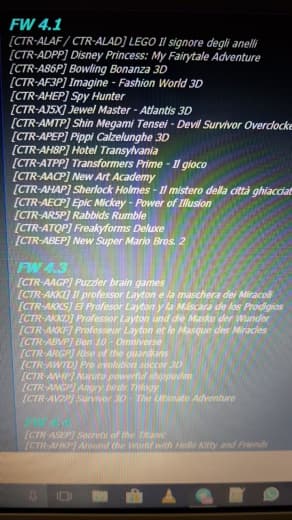 FW 4.1
[CTR-ALAF / CTR-ALAD] LEGO Il signore degli anelli
[CTR-ADPP] Disney Princess: My Fairytale Adventure
[CTR-A86P] Bowling Bonanza 3D
[CTR-AF3P] Imagine - Fashion World 3D
[CTR-AHEP] Spy Hunter
[CTR-AJ5X] Jewel Master - Atlantis 3D
[CTR-AMTP] Shin Megami Tensei - Devil Survivor Overclocke
[CTR-APEP] Pippi Calzelunghe 3D
[CTR-AH8P] Hotel Transylvania
[CTR-ATPP] Transformers Prime - Il gioco
[CTR-AACP] New Art Academy
[CTR-AHAP] Sherlock Holmes - Il mistero della città ghiacciat
[CTR-AECP] Epic Mickey - Power of Illusion
[CTR-AR5P] Rabbids Rumble
[CTR-ATQP] Freakyforms Deluxe
[CTR-ABEP] New Super Mario Bros. 2
FW 4.3
[CTR-AAGP] Puzzler brain games
[CTR-AKKI] Il professor Layton e la maschera dei Miracoli
[CTR-AKKS] El Profesor Layton y la Máscara de los Prodigios
[CTR-AKKD] Professor Layton und die Maske der Wunder
[CTR-AKKF] Professeur Layton et le Masque des Miracles
[CTR-ABVP] Ben 10 - Omniverse
[CTR-ARGP] Rise of the guardians
[CTR-AWTD] Pro evolution soccer 3D
Naruto powerful shippuden
[CTR-ANGP] Angry birds Trilogy
[CTR-AV2P] Survivor 3D - The Ultimate Adventure
[CTR-ASEP] Secrets of the Titanic
Around the World with Hello Kitty and Friends